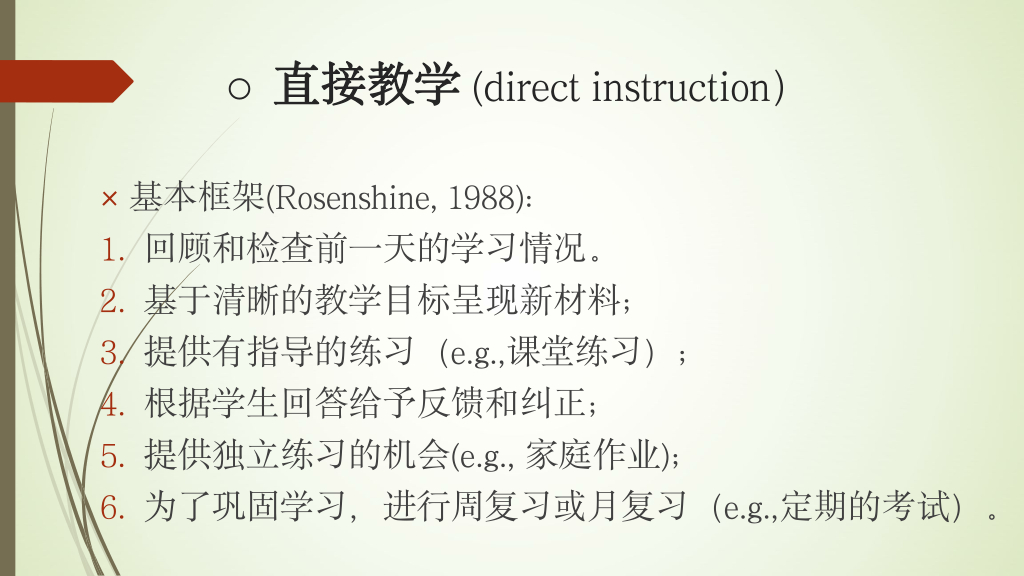 ○ 直接教学 (direct instruction)
× 基本框架(Rosenshine, 1988):
1. 回顾和检查前一天的学习情况。
2. 基于清晰的教学目标呈现新材料；
3. 提供有指导的练习（e.g.,课堂练习）；
4. 根据学生回答给予反馈和纠正；
5. 提供独立练习的机会(e.g., 家庭作业)；
6. 为了巩固学习，进行周复习或月复习（e.g.,定期的考试）。